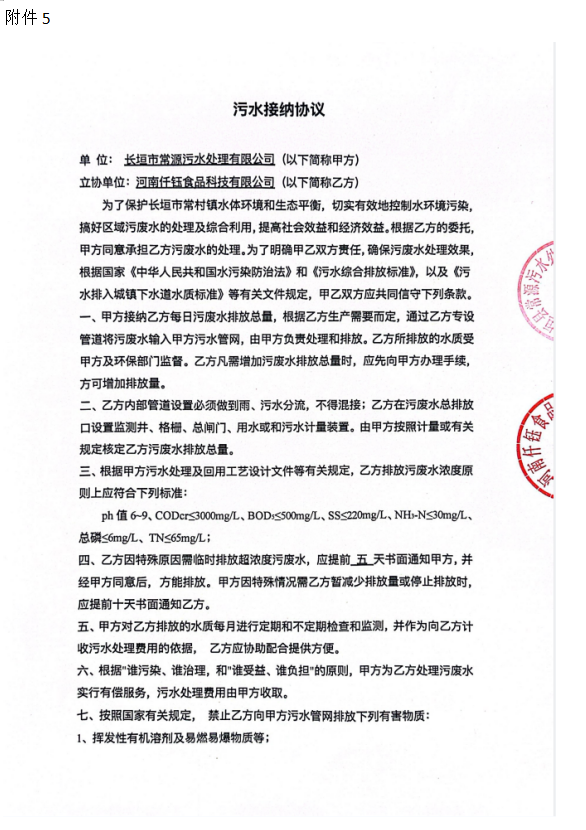 附件 5
污水接纳协议
单 位： 长垣市常源污水处理有限公司（以下简称甲方）
立协单位：河南仟钰食品科技有限公司（以下简称乙方）
为了保护长垣市常村镇水体环境和生态平衡，切实有效地控制水环境污染，
搞好区域污废水的处理及综合利用，提高社会效益和经济效益。根据乙方的委托，
甲方同意承担乙方污废水的处理。为了明确甲乙双方责任，确保污废水处理效果，
根据国家《中华人民共和国水污染防治法》和《污水综合排放标准》，以及《污
水排入城镇下水道水质标准》等有关文件规定，甲乙双方应共同信守下列条款。
一、甲方接纳乙方每日污废水排放总量，根据乙方生产需要而定，通过乙方专设
管道将污废水输入甲方污水管网，由甲方负责处理和排放。乙方所排放的水质受
甲方及环保部门监督。乙方凡需增加污废水排放总量时，应先向甲方办理手续，
方可增加排放量。
二、乙方内部管道设置必须做到雨、污水分流，不得混接；乙方在污废水总排放
口设置监测井、格栅、总闸门、用水或和污水计量装置。由甲方按照计量或有关
规定核定乙方污废水排放总量。
三、根据甲方污水处理及回用工艺设计文件等有关规定，乙方排放污废水浓度原
则上应符合下列标准：
ph 值 6~9、CODcr≤3000mg/L、BOD₅≤500mg/L、SS≤220mg/L、NH₃-N≤30mg/L、
总磷≤6mg/L、TN≤65mg/L；
四、乙方因特殊原因需临时排放超浓度污废水，应提前 五 天书面通知甲方，并
经甲方同意后，方能排放。甲方因特殊情况需乙方暂减少排放量或停止排放时，
应提前十天书面通知乙方。
五、甲方对乙方排放的水质每月进行定期和不定期检查和监测，并作为向乙方计
收污水处理费用的依据， 乙方应协助配合提供方便。
六、根据"谁污染、谁治理，和"谁受益、谁负担"的原则，甲方为乙方处理污废水
实行有偿服务，污水处理费用由甲方收取。
七、按照国家有关规定， 禁止乙方向甲方污水管网排放下列有害物质：
1、挥发性有机溶剂及易燃易爆物质等；
县常源污水
河南仟钰食品